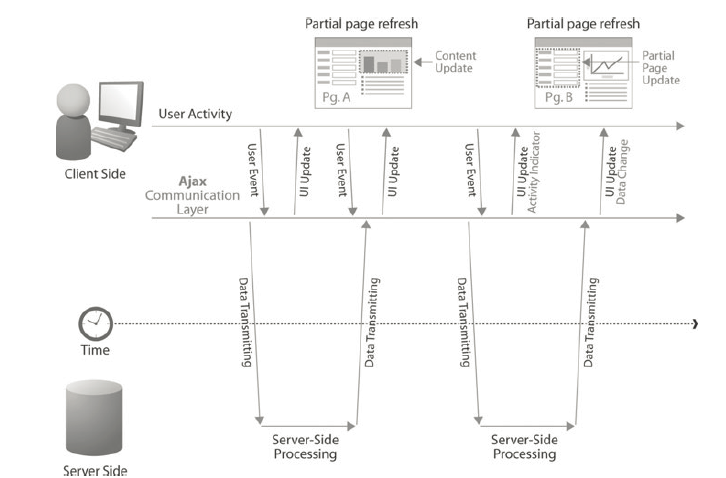 Partial page refresh
Partial page refresh
Content
Update
Partial
Page
Update
Pg. A
Pg. B
User Activity
Client Side
User Event
UI Update
User Event
UI Update
User Event
UI Update
Activity Indicator
UI Update
Data Change
Ajax
Communication
Layer
Data Transmitting
Data Transmitting
Data Transmitting
Data Transmitting
Time
Server-Side
Processing
Server-Side
Processing
Server Side